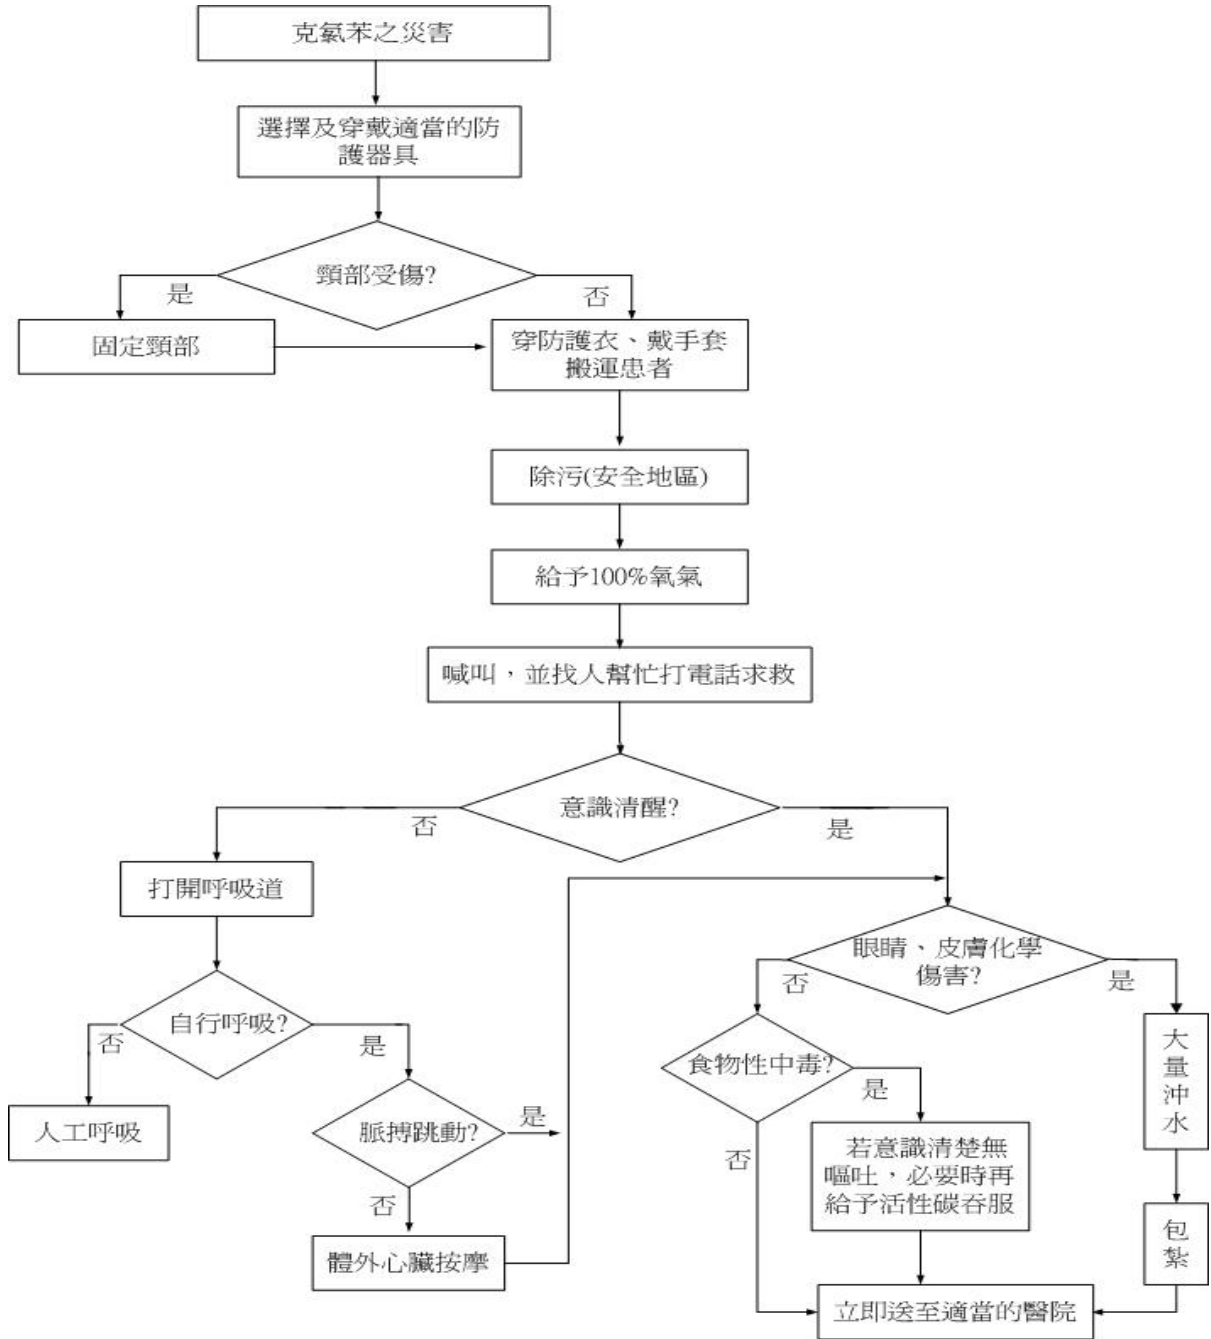 克氯苯之災害
選擇及穿戴適當的防
護器具
頸部受傷?
是
否
固定頸部
穿防護衣、戴手套
搬運患者
除污(安全地區)
給予100%氧氣
喊叫，並找人幫忙打電話求救
意識清醒?
否
是
打開呼吸道
眼睛、皮膚化學
傷害?
否
是
自行呼吸?
否
是
大
量
沖
水
食物性中毒?
是
否
人工呼吸
脈搏跳動?
是
否
若意識清楚無
嘔吐，必要時再
給予活性碳吞服
包
紮
體外心臟按摩
立即送至適當的醫院